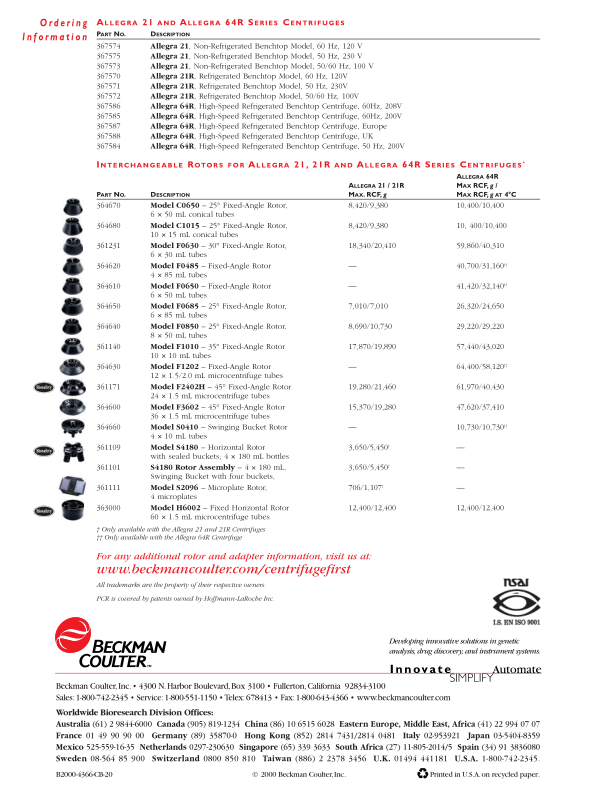 Ordering
Information
ALLEGRA 21 AND ALLEGRA 64R SERIES CENTRIFUGES
PART NO. DESCRIPTION
367574 Allegra 21, Non-Refrigerated Benchtop Model, 60 Hz, 120 V
367575 Allegra 21, Non-Refrigerated Benchtop Model, 50 Hz, 230 V
367573 Allegra 21, Non-Refrigerated Benchtop Model, 50/60 Hz, 100 V
367570 Allegra 21R, Refrigerated Benchtop Model, 60 Hz, 120V
367571 Allegra 21R, Refrigerated Benchtop Model, 50 Hz, 230V
367572 Allegra 21R, Refrigerated Benchtop Model, 50/60 Hz, 100V
367586 Allegra 64R, High-Speed Refrigerated Benchtop Centrifuge, 60Hz, 208V
367585 Allegra 64R, High-Speed Refrigerated Benchtop Centrifuge, 60Hz, 200V
367587 Allegra 64R, High-Speed Refrigerated Benchtop Centrifuge, Europe
367588 Allegra 64R, High-Speed Refrigerated Benchtop Centrifuge, UK
367584 Allegra 64R, High-Speed Refrigerated Benchtop Centrifuge, 50 Hz, 200V
INTERCHANGEABLE ROTORS FOR ALLEGRA 21, 21R AND ALLEGRA 64R SERIES CENTRIFUGES*
ALLEGRA 64R
ALLEGRA 21 / 21R MAX RCF, g /
PART NO. DESCRIPTION MAX. RCF, g MAX RCF, g AT 4°C
364670 Model C0650 – 25° Fixed-Angle Rotor, 8,420/9,380 10,400/10,400
6 × 50 mL conical tubes
364680 Model C1015 – 25° Fixed-Angle Rotor, 8,420/9,380 10, 400/10,400
10 × 15 mL conical tubes
361231 Model F0630 – 30° Fixed-Angle Rotor, 18,340/20,410 59,860/40,310
6 × 30 mL tubes
364620 Model F0485 – Fixed-Angle Rotor — 40,700/31,160††
4 × 85 mL tubes
364610 Model F0650 – Fixed-Angle Rotor — 41,420/32,140††
6 × 50 mL tubes
364650 Model F0685 – 25° Fixed-Angle Rotor, 7,010/7,010 26,320/24,650
6 × 85 mL tubes
364640 Model F0850 – 25° Fixed-Angle Rotor, 8,690/10,730 29,220/29,220
8 × 50 mL tubes
361140 Model F1010 – 35° Fixed-Angle Rotor 17,870/19,890 57,440/43,020
10 × 10 mL tubes
364630 Model F1202 – Fixed-Angle Rotor — 64,400/58,120††
12 × 1.5/2.0 mL microcentrifuge tubes
361171 Model F2402H – 45° Fixed-Angle Rotor 19,280/21,460 61,970/40,430
24 × 1.5 mL microcentrifuge tubes
364600 Model F3602 – 45° Fixed-Angle Rotor 15,370/19,280 47,620/37,410
36 × 1.5 mL microcentrifuge tubes
364660 Model S0410 – Swinging Bucket Rotor — 10,730/10,730††
4 × 10 mL tubes
361109 Model S4180 – Horizontal Rotor 3,650/5,450† —
with sealed buckets; 4 × 180 mL bottles
361101 S4180 Rotor Assembly – 4 × 180 mL, 3,650/5,450† —
Swinging Bucket with four buckets,
361111 Model S2096 – Microplate Rotor, 706/1,107† —
4 microplates
363000 Model H6002 – Fixed Horizontal Rotor 12,400/12,400 12,400/12,400
60 × 1.5 mL microcentrifuge tubes
† Only available with the Allegra 21 and 21R Centrifuges
†† Only available with the Allegra 64R Centrifuge
For any additional rotor and adapter information, visit us at:
www.beckmancoulter.com/centrifugefirst
All trademarks are the property of their respective owners
PCR is covered by patents owned by Hoffmann-LaRoche Inc.
nsai
I.S. EN ISO 9001
BECKMAN
COULTER™
Developing innovative solutions in genetic
analysis, drug discovery, and instrument systems.
Innovate SIMPLIFY Automate
Beckman Coulter, Inc. • 4300 N. Harbor Boulevard, Box 3100 • Fullerton, California 92834-3100
Sales: 1-800-742-2345 • Service: 1-800-551-1150 • Telex: 678413 • Fax: 1-800-643-4366 • www.beckmancoulter.com
Worldwide Bioresearch Division Offices:
Australia (61) 2 9844-6000 Canada (905) 819-1234 China (86) 10 6515 6028 Eastern Europe, Middle East, Africa (41) 22 994 07 07
France 01 49 90 90 00 Germany (89) 35870-0 Hong Kong (852) 2814 7431/2814 0481 Italy 02-953921 Japan 03-5404-8359
Mexico 525-559-16-35 Netherlands 0297-230630 Singapore (65) 339 3633 South Africa (27) 11-805-2014/5 Spain (34) 91 3836080
Sweden 08-564 85 900 Switzerland 0800 850 810 Taiwan (886) 2 2378 3456 U.K. 01494 441181 U.S.A. 1-800-742-2345.
B2000-4366-CB-20 © 2000 Beckman Coulter, Inc. Printed in U.S.A. on recycled paper.